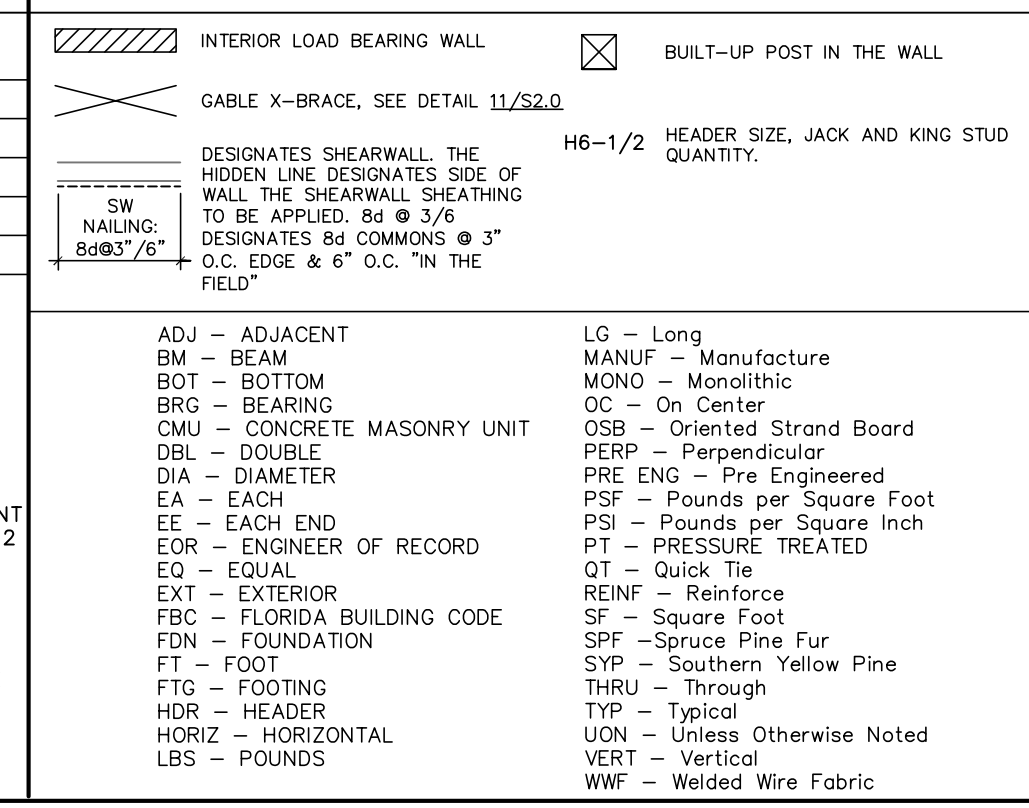 INTERIOR LOAD BEARING WALL
GABLE X-BRACE, SEE DETAIL 11/S2.0
SW
NAILING:
8d@3"/6"
DESIGNATES SHEARWALL. THE
HIDDEN LINE DESIGNATES SIDE OF
WALL THE SHEARWALL SHEATHING
TO BE APPLIED. 8d @ 3/6
DESIGNATES 8d COMMONS @ 3"
O.C. EDGE & 6" O.C. "IN THE
FIELD"
BUILT-UP POST IN THE WALL
H6-1/2
HEADER SIZE, JACK AND KING STUD
QUANTITY.
NT
2
ADJ - ADJACENT
BM - BEAM
BOT - BOTTOM
BRG - BEARING
CMU - CONCRETE MASONRY UNIT
DBL - DOUBLE
DIA - DIAMETER
EA - EACH
EE - EACH END
EOR - ENGINEER OF RECORD
EQ - EQUAL
EXT - EXTERIOR
FBC - FLORIDA BUILDING CODE
FDN - FOUNDATION
FT - FOOT
FTG - FOOTING
HDR - HEADER
HORIZ - HORIZONTAL
LBS - POUNDS
LG - Long
MANUF - Manufacture
MONO - Monolithic
OC - On Center
OSB - Oriented Strand Board
PERP - Perpendicular
PRE ENG - Pre Engineered
PSF - Pounds per Square Foot
PSI - Pounds per Square Inch
PT - PRESSURE TREATED
QT - Quick Tie
REINF - Reinforce
SF - Square Foot
SPF -Spruce Pine Fur
SYP - Southern Yellow Pine
THRU - Through
TYP - Typical
UON - Unless Otherwise Noted
VERT - Vertical
WWF - Welded Wire Fabric